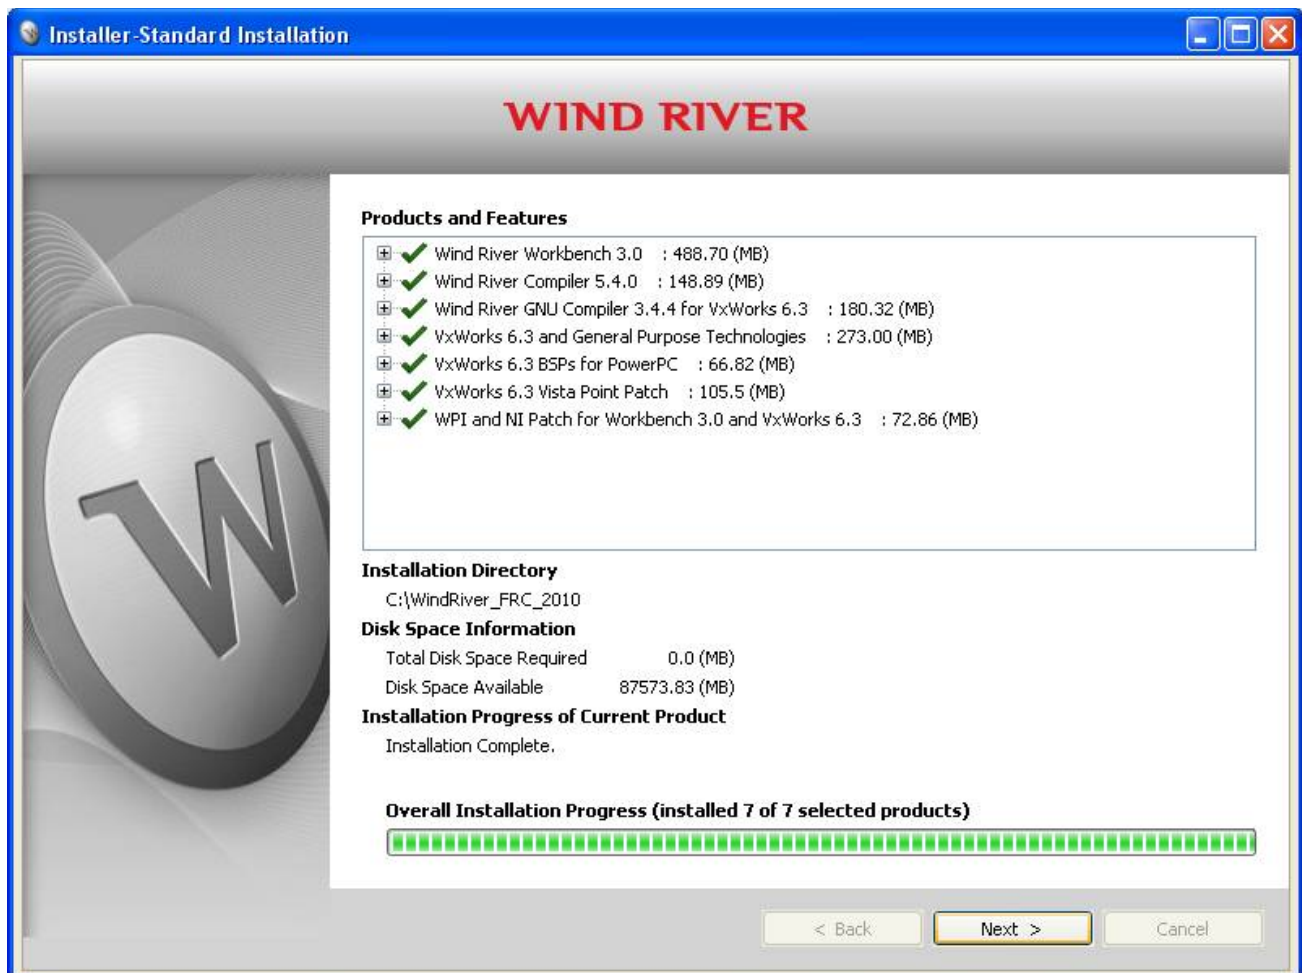 Installer-Standard Installation
WIND RIVER
Products and Features
Wind River Workbench 3.0 : 488.70 (MB)
Wind River Compiler 5.4.0 : 148.89 (MB)
Wind River GNU Compiler 3.4.4 for VxWorks 6.3 : 180.32 (MB)
VxWorks 6.3 and General Purpose Technologies : 273.00 (MB)
VxWorks 6.3 BSPs for PowerPC : 66.82 (MB)
VxWorks 6.3 Vista Point Patch : 105.5 (MB)
WPI and NI Patch for Workbench 3.0 and VxWorks 6.3 : 72.86 (MB)
W
Installation Directory
C:\WindRiver_FRC_2010
Disk Space Information
Total Disk Space Required 0.0 (MB)
Disk Space Available 87573.83 (MB)
Installation Progress of Current Product
Installation Complete.
Overall Installation Progress (installed 7 of 7 selected products)
< Back Next > Cancel